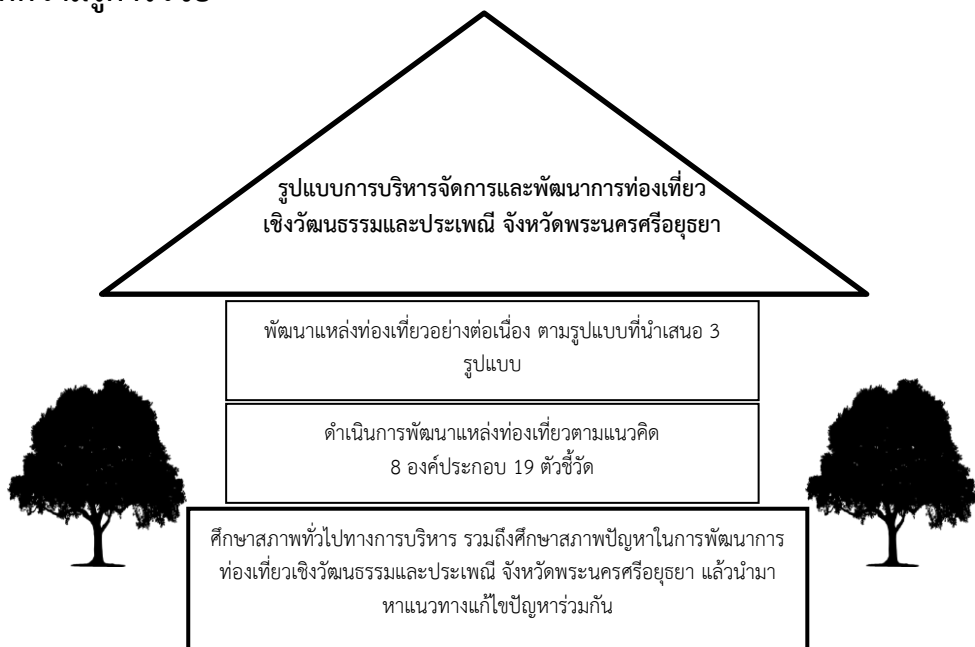 รูปแบบการบริหารจัดการและพัฒนาการท่องเที่ยว
เชิงวัฒนธรรมและประเพณี จังหวัดพระนครศรีอยุธยา
พัฒนาแหล่งท่องเที่ยวอย่างต่อเนื่อง ตามรูปแบบที่นำเสนอ 3
รูปแบบ
ดำเนินการพัฒนาแหล่งท่องเที่ยวตามแนวคิด
8 องค์ประกอบ 19 ตัวชี้วัด
ศึกษาสภาพทั่วไปทางการบริหาร รวมถึงศึกษาสภาพปัญหาในการพัฒนาการ
ท่องเที่ยวเชิงวัฒนธรรมและประเพณี จังหวัดพระนครศรีอยุธยา แล้วนำมา
หาแนวทางแก้ไขปัญหาร่วมกัน